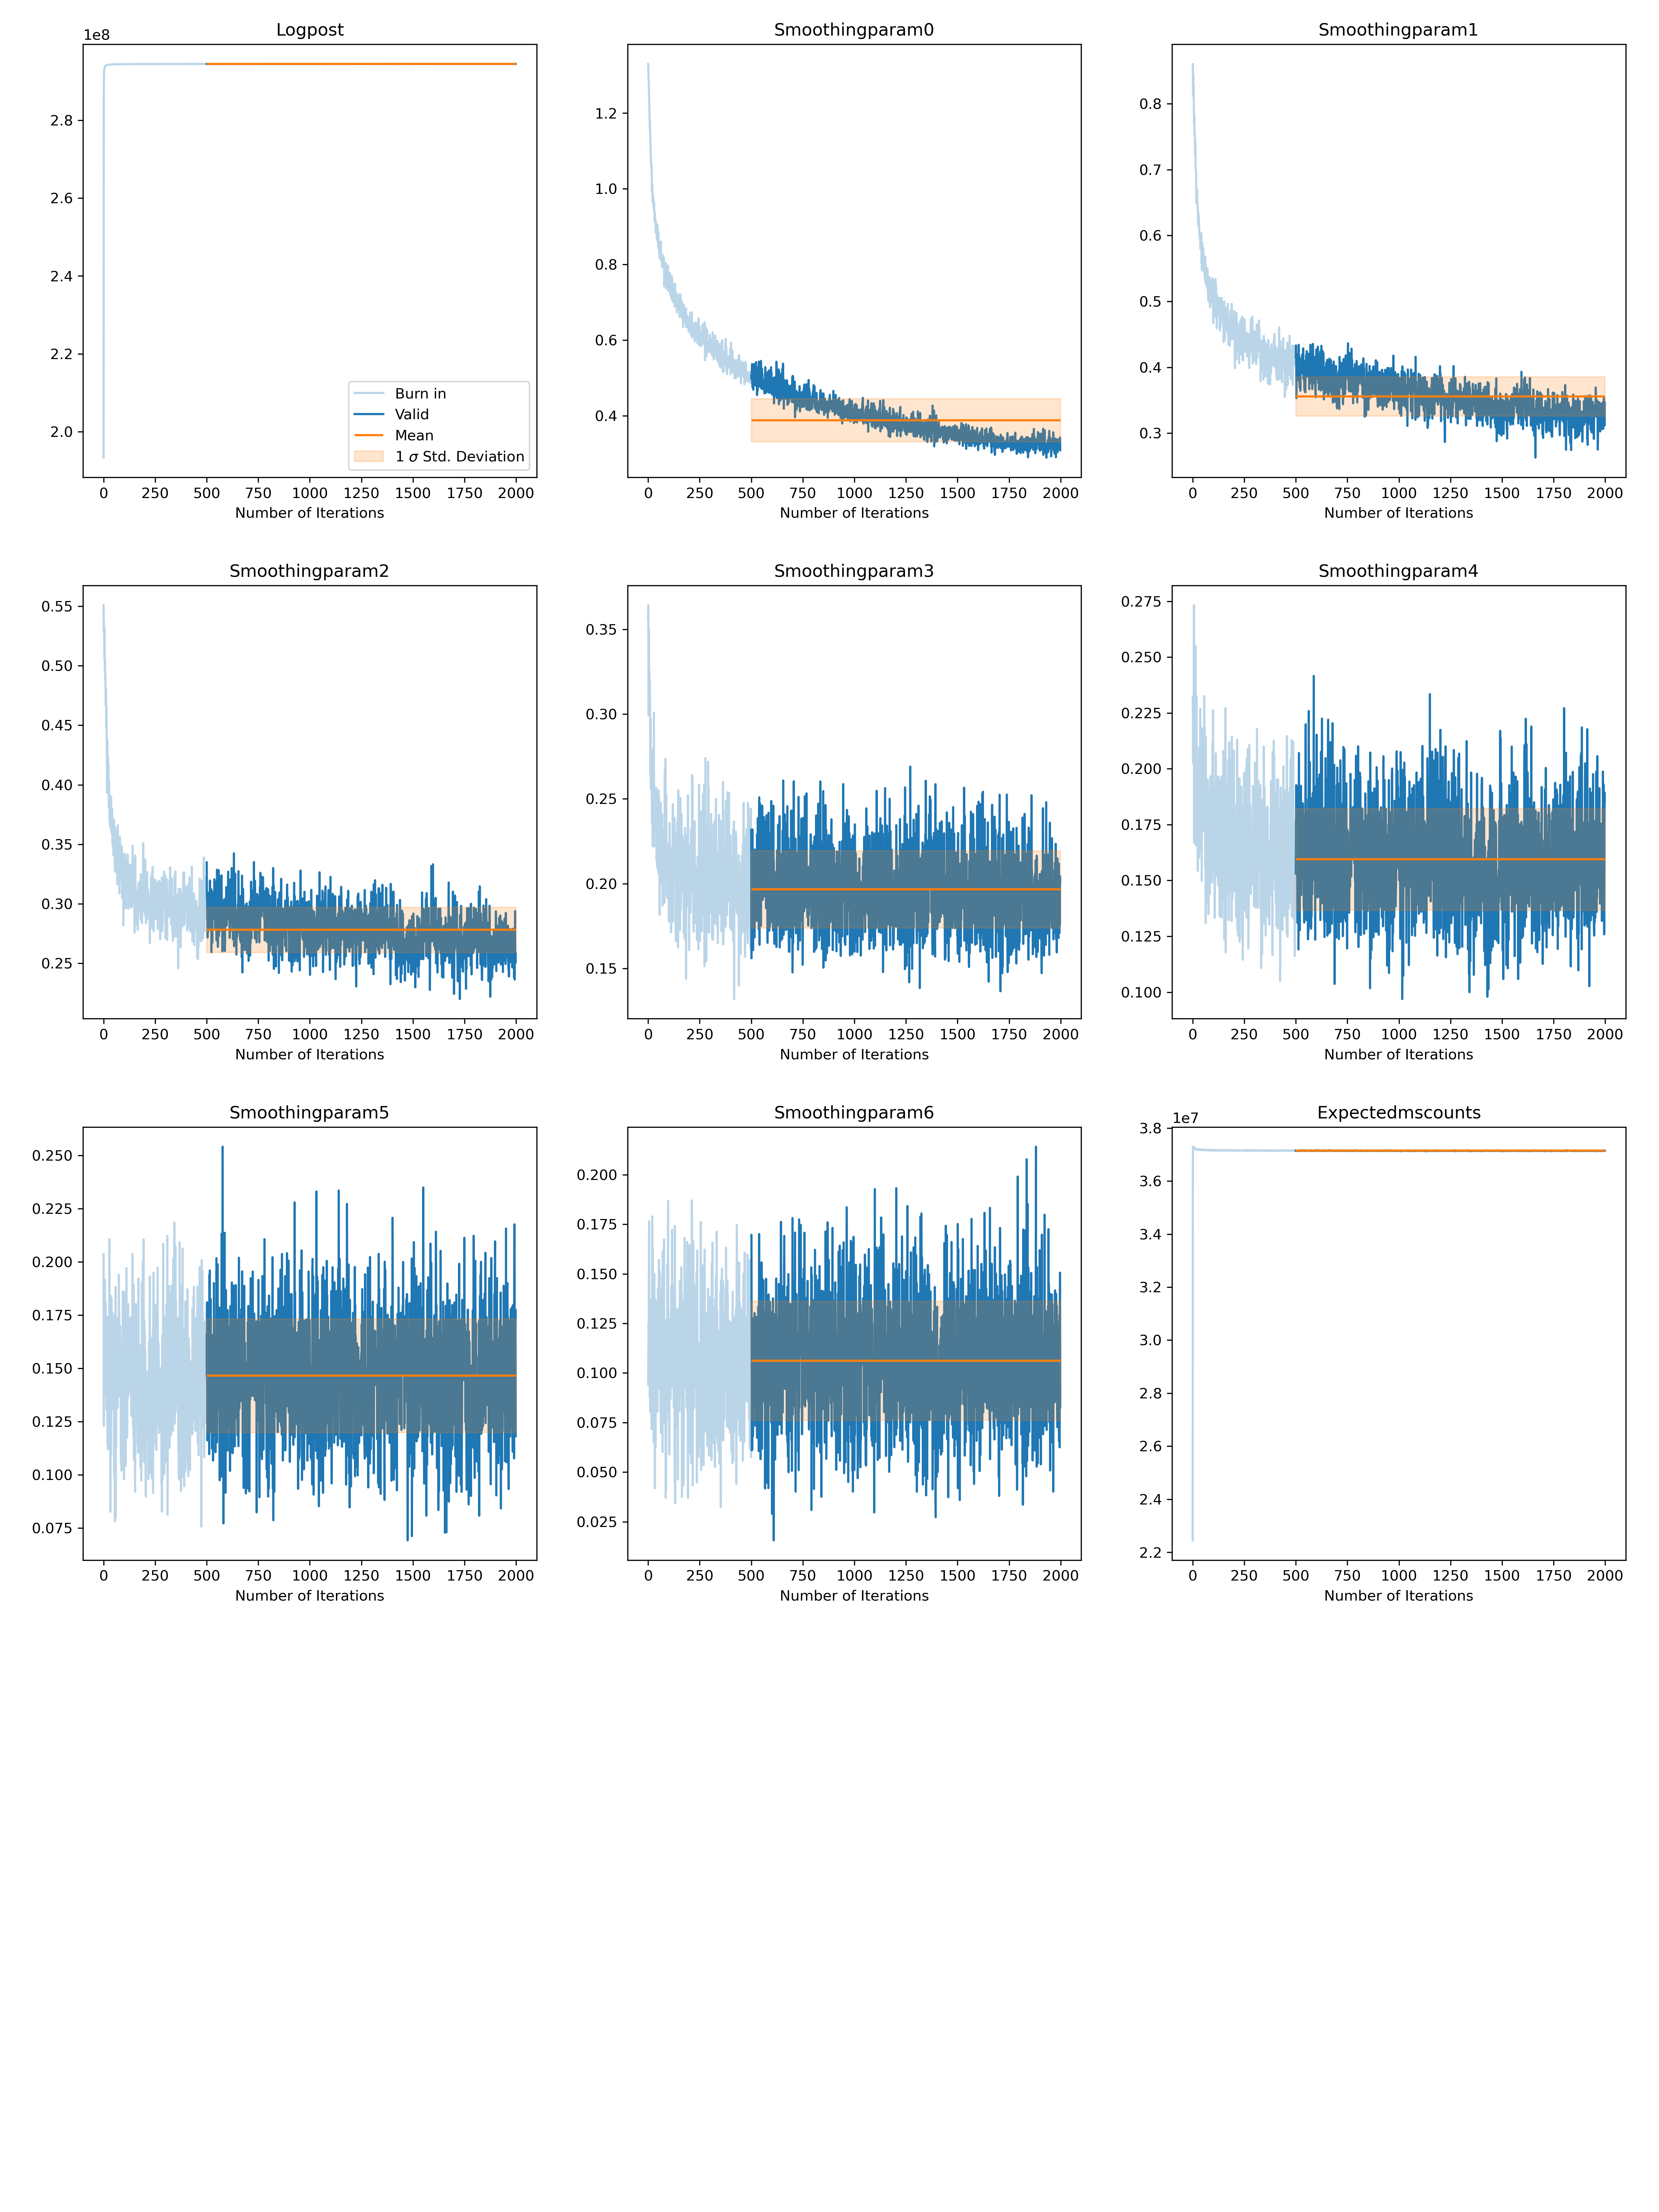 Logpost
1e8
2.8
2.6
2.4
2.2
2.0
Burn in
Valid
Mean
1 σ Std. Deviation
0 250 500 750 1000 1250 1500 1750 2000
Number of Iterations
Smoothingparam0
1.2
1.0
0.8
0.6
0.4
0 250 500 750 1000 1250 1500 1750 2000
Number of Iterations
Smoothingparam1
0.8
0.7
0.6
0.5
0.4
0.3
0 250 500 750 1000 1250 1500 1750 2000
Number of Iterations
Smoothingparam2
0.55
0.50
0.45
0.40
0.35
0.30
0.25
0 250 500 750 1000 1250 1500 1750 2000
Number of Iterations
Smoothingparam3
0.35
0.30
0.25
0.20
0.15
0 250 500 750 1000 1250 1500 1750 2000
Number of Iterations
Smoothingparam4
0.275
0.250
0.225
0.200
0.175
0.150
0.125
0.100
0 250 500 750 1000 1250 1500 1750 2000
Number of Iterations
Smoothingparam5
0.250
0.225
0.200
0.175
0.150
0.125
0.100
0.075
0 250 500 750 1000 1250 1500 1750 2000
Number of Iterations
Smoothingparam6
0.200
0.175
0.150
0.125
0.100
0.075
0.050
0.025
0 250 500 750 1000 1250 1500 1750 2000
Number of Iterations
Expectedmscounts
1e7
3.8
3.6
3.4
3.2
3.0
2.8
2.6
2.4
2.2
0 250 500 750 1000 1250 1500 1750 2000
Number of Iterations